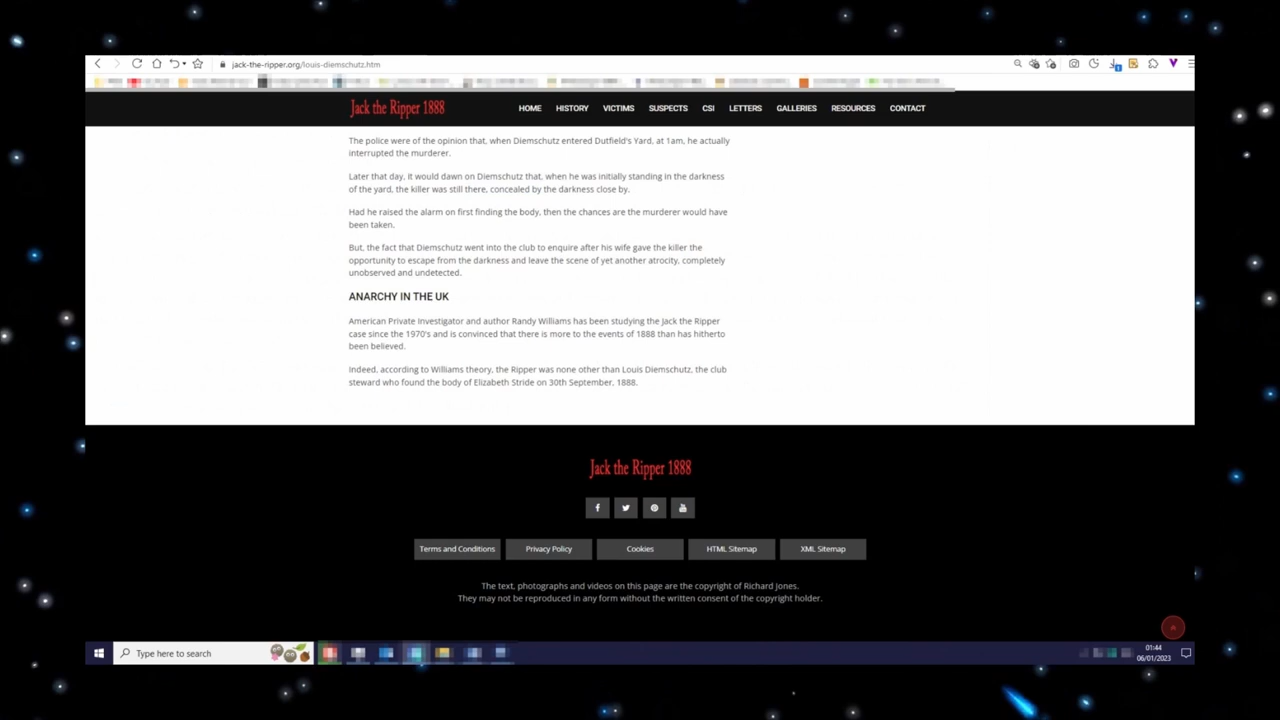 jack-the-ripper.org/louis-diemschutz.htm
Jack the Ripper 1888
HOME HISTORY VICTIMS SUSPECTS CSI LETTERS GALLERIES RESOURCES CONTACT
The police were of the opinion that, when Diemschutz entered Dutfield's Yard, at 1am, he actually
interrupted the murderer.
Later that day, it would dawn on Diemschutz that, when he was initially standing in the darkness
of the yard, the killer was still there, concealed by the darkness close by.
Had he raised the alarm on first finding the body, then the chances are the murderer would have
been taken.
But, the fact that Diemschutz went into the club to enquire after his wife gave the killer the
opportunity to escape from the darkness and leave the scene of yet another atrocity, completely
unobserved and undetected.
ANARCHY IN THE UK
American Private Investigator and author Randy Williams has been studying the Jack the Ripper
case since the 1970's and is convinced that there is more to the events of 1888 than has hitherto
been believed.
Indeed, according to Williams theory, the Ripper was none other than Louis Diemschutz, the club
steward who found the body of Elizabeth Stride on 30th September, 1888.
Jack the Ripper 1888
Terms and Conditions Privacy Policy Cookies HTML Sitemap XML Sitemap
The text, photographs and videos on this page are the copyright of Richard Jones.
They may not be reproduced in any form without the written consent of the copyright holder.
Type here to search
01:44
06/01/2023